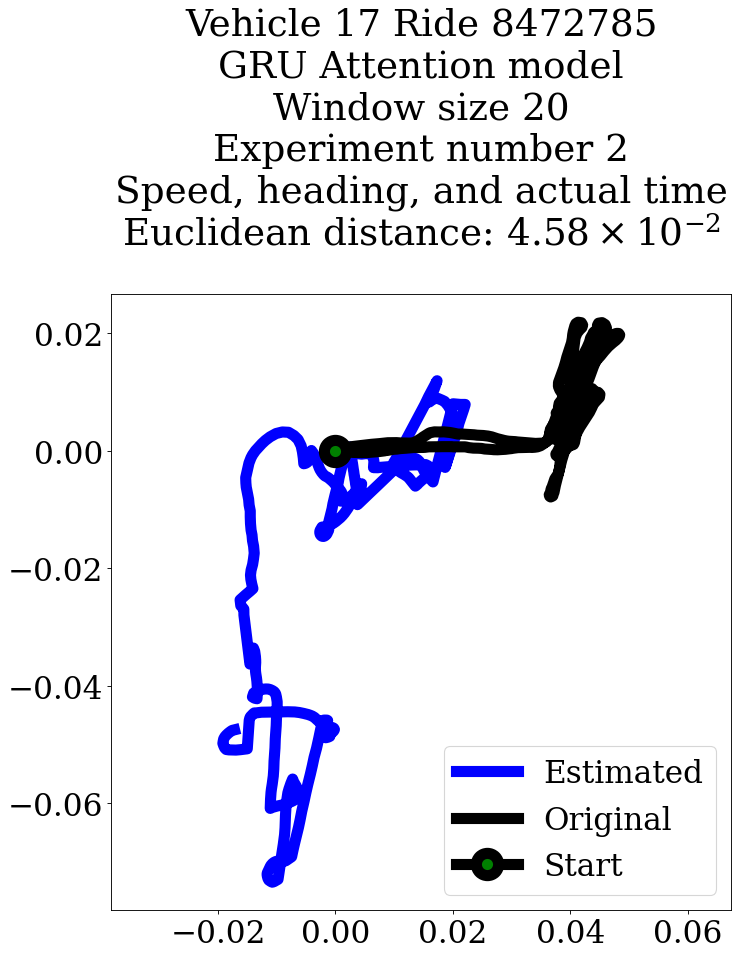 Vehicle 17 Ride 8472785
GRU Attention model
Window size 20
Experiment number 2
Speed, heading, and actual time
Euclidean distance: 4.58 × 10⁻²
0.02
0.00
−0.02
−0.04
−0.06
Estimated
Original
Start
−0.02 0.00 0.02 0.04 0.06